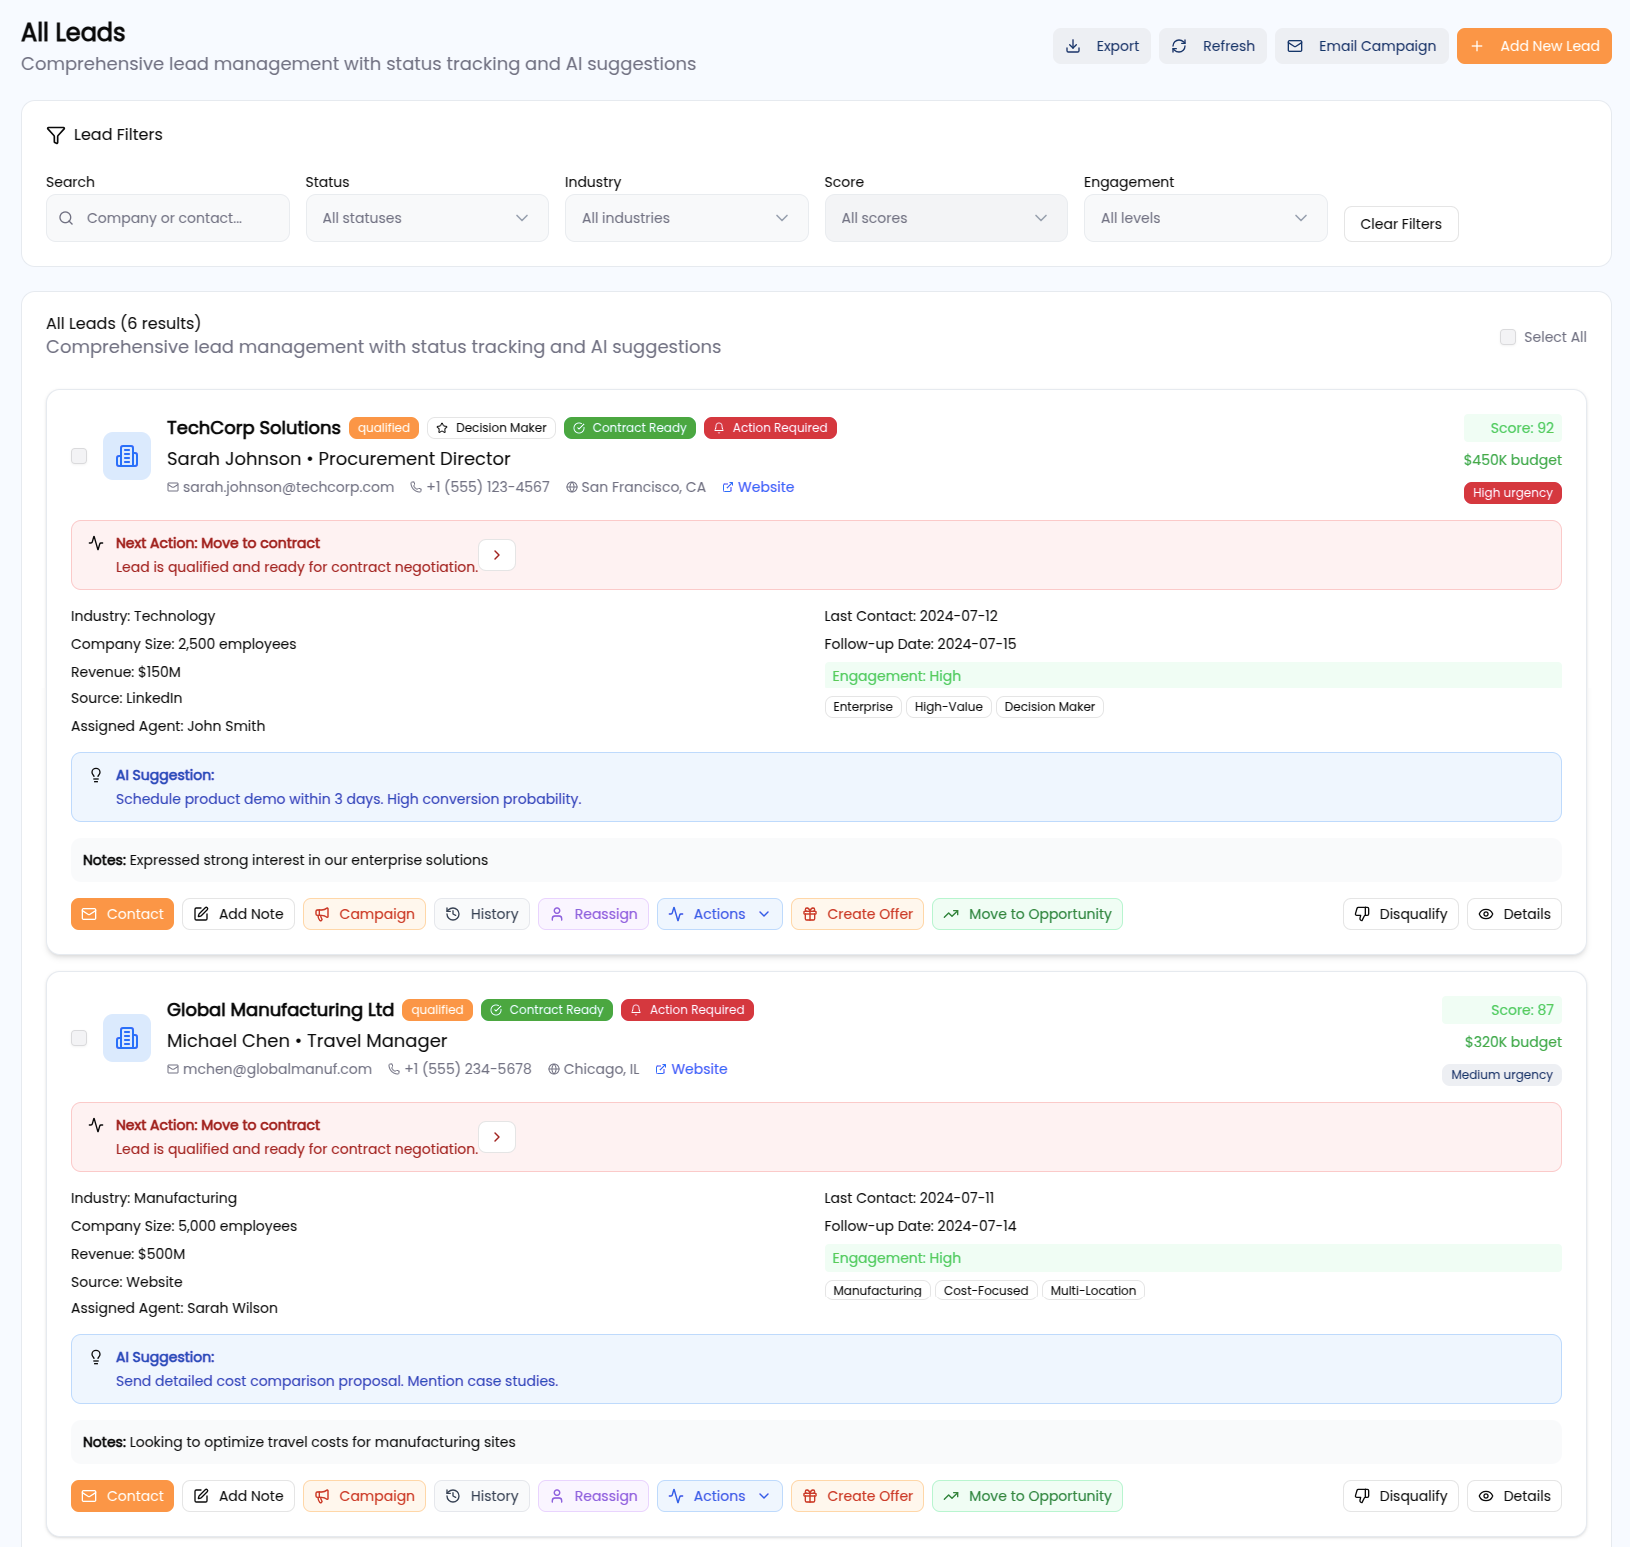 All Leads
Comprehensive lead management with status tracking and AI suggestions
Export
Refresh
Email Campaign
Add New Lead
Lead Filters
Search
Status
Industry
Score
Engagement
Company or contact...
All statuses
All industries
All scores
All levels
Clear Filters
All Leads (6 results)
Comprehensive lead management with status tracking and AI suggestions
Select All
TechCorp Solutions
qualified
Decision Maker
Contract Ready
Action Required
Score: 92
Sarah Johnson • Procurement Director
$450K budget
sarah.johnson@techcorp.com
+1 (555) 123-4567
San Francisco, CA
Website
High urgency
Next Action: Move to contract
Lead is qualified and ready for contract negotiation.
Industry: Technology
Company Size: 2,500 employees
Revenue: $150M
Source: LinkedIn
Assigned Agent: John Smith
Last Contact: 2024-07-12
Follow-up Date: 2024-07-15
Engagement: High
Enterprise
High-Value
Decision Maker
AI Suggestion:
Schedule product demo within 3 days. High conversion probability.
Notes: Expressed strong interest in our enterprise solutions
Contact
Add Note
Campaign
History
Reassign
Actions
Create Offer
Move to Opportunity
Disqualify
Details
Global Manufacturing Ltd
qualified
Contract Ready
Action Required
Score: 87
Michael Chen • Travel Manager
$320K budget
mchen@globalmanuf.com
+1 (555) 234-5678
Chicago, IL
Website
Medium urgency
Next Action: Move to contract
Lead is qualified and ready for contract negotiation.
Industry: Manufacturing
Company Size: 5,000 employees
Revenue: $500M
Source: Website
Assigned Agent: Sarah Wilson
Last Contact: 2024-07-11
Follow-up Date: 2024-07-14
Engagement: High
Manufacturing
Cost-Focused
Multi-Location
AI Suggestion:
Send detailed cost comparison proposal. Mention case studies.
Notes: Looking to optimize travel costs for manufacturing sites
Contact
Add Note
Campaign
History
Reassign
Actions
Create Offer
Move to Opportunity
Disqualify
Details